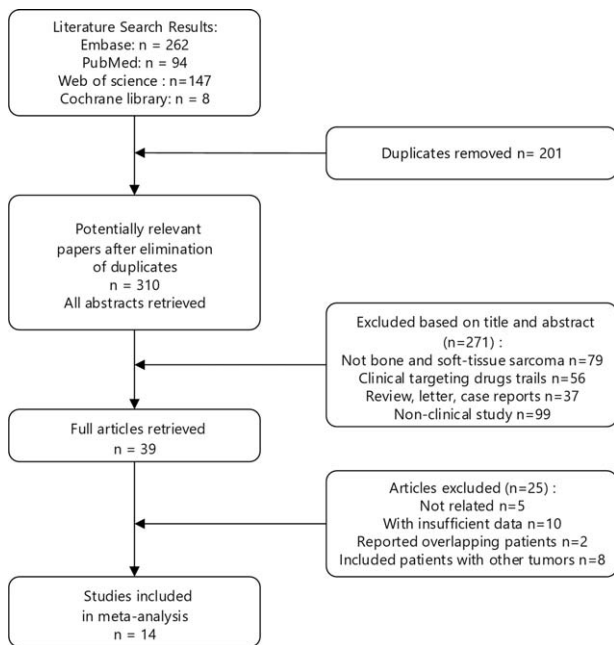 Literature Search Results:
Embase: n = 262
PubMed: n = 94
Web of science : n=147
Cochrane library: n = 8
Duplicates removed n= 201
Potentially relevant
papers after elimination
of duplicates
n = 310
All abstracts retrieved
Excluded based on title and abstract
(n=271) :
Not bone and soft-tissue sarcoma n=79
Clinical targeting drugs trails n=56
Review, letter, case reports n=37
Non-clinical study n=99
Full articles retrieved
n = 39
Articles excluded (n=25) :
Not related n=5
With insufficient data n=10
Reported overlapping patients n=2
Included patients with other tumors n=8
Studies included
in meta-analysis
n = 14